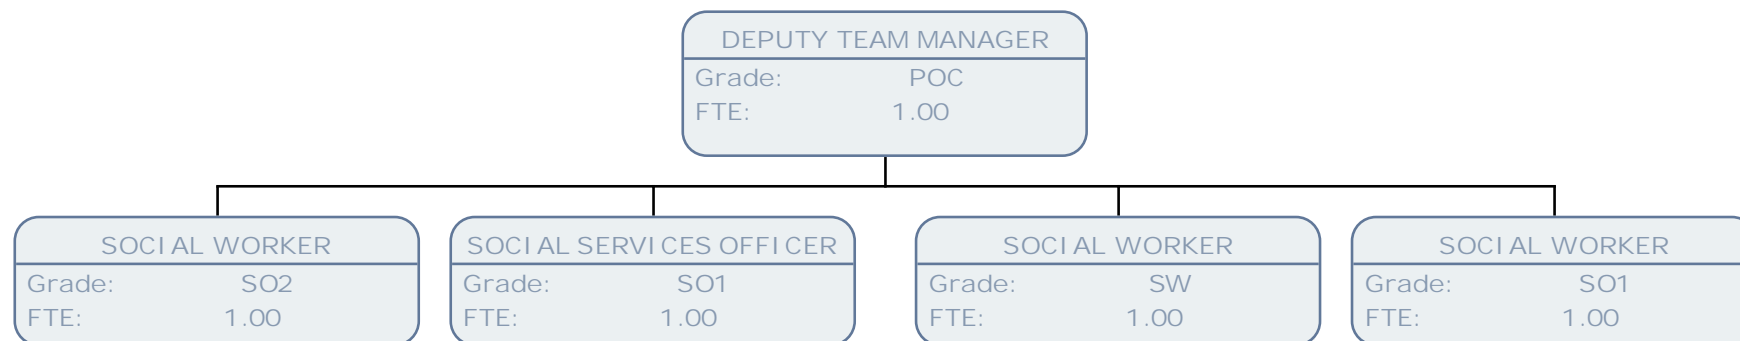 DEPUTY TEAM MANAGER
Grade: POC
FTE: 1.00
SOCIAL WORKER
Grade: SO2
FTE: 1.00
SOCIAL SERVICES OFFICER
Grade: SO1
FTE: 1.00
SOCIAL WORKER
Grade: SW
FTE: 1.00
SOCIAL WORKER
Grade: SO1
FTE: 1.00